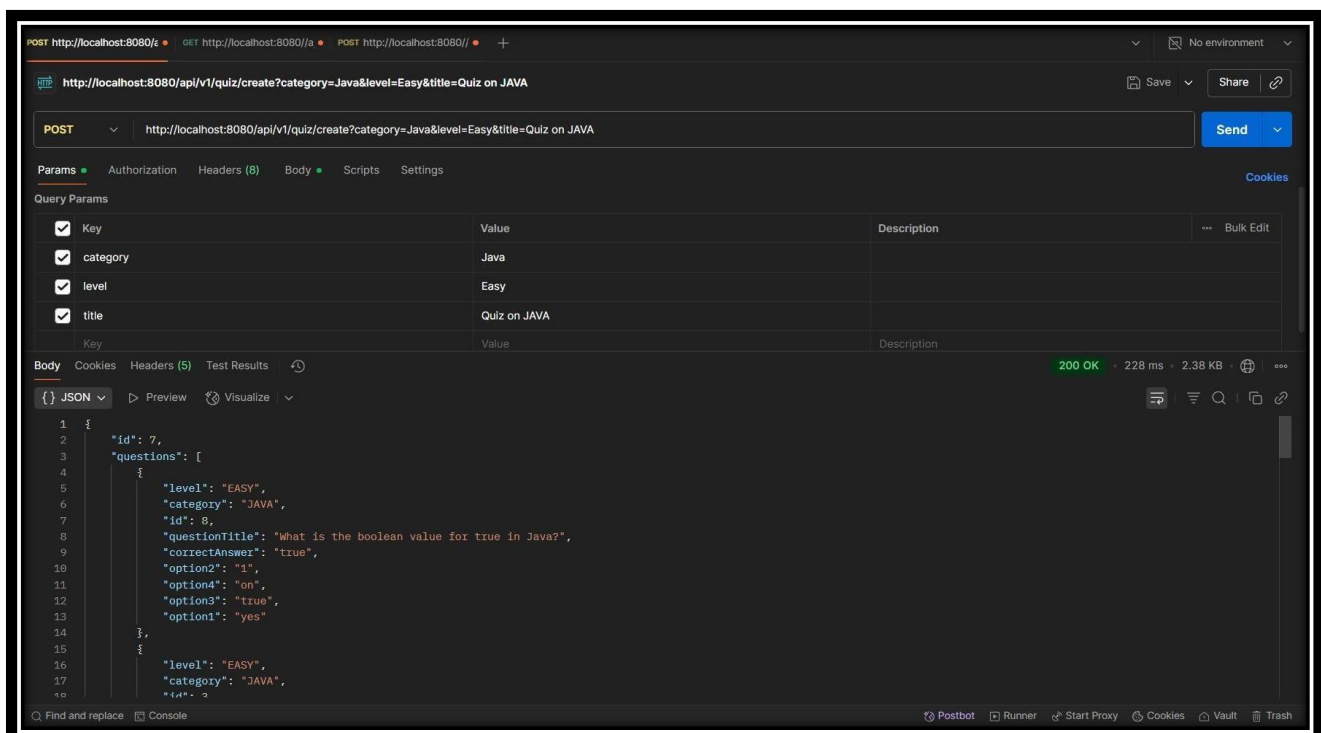 POST http://localhost:8080/a GET http://localhost:8080//a POST http://localhost:8080// + No environment
HTTP http://localhost:8080/api/v1/quiz/create?category=Java&level=Easy&title=Quiz on JAVA Save Share
POST http://localhost:8080/api/v1/quiz/create?category=Java&level=Easy&title=Quiz on JAVA Send
Params Authorization Headers (8) Body Scripts Settings Cookies
Query Params
Key Value Description Bulk Edit
category Java
level Easy
title Quiz on JAVA
Key Value Description
Body Cookies Headers (5) Test Results 200 OK 228 ms 2.38 KB
{} JSON Preview Visualize
1 {
2 "id": 7,
3 "questions": [
4 {
5 "level": "EASY",
6 "category": "JAVA",
7 "id": 8,
8 "questionTitle": "What is the boolean value for true in Java?",
9 "correctAnswer": "true",
10 "option2": "1",
11 "option4": "on",
12 "option3": "true",
13 "option1": "yes"
14 },
15 {
16 "level": "EASY",
17 "category": "JAVA",
18 "id": 3
Find and replace Console Postbot Runner Start Proxy Cookies Vault Trash